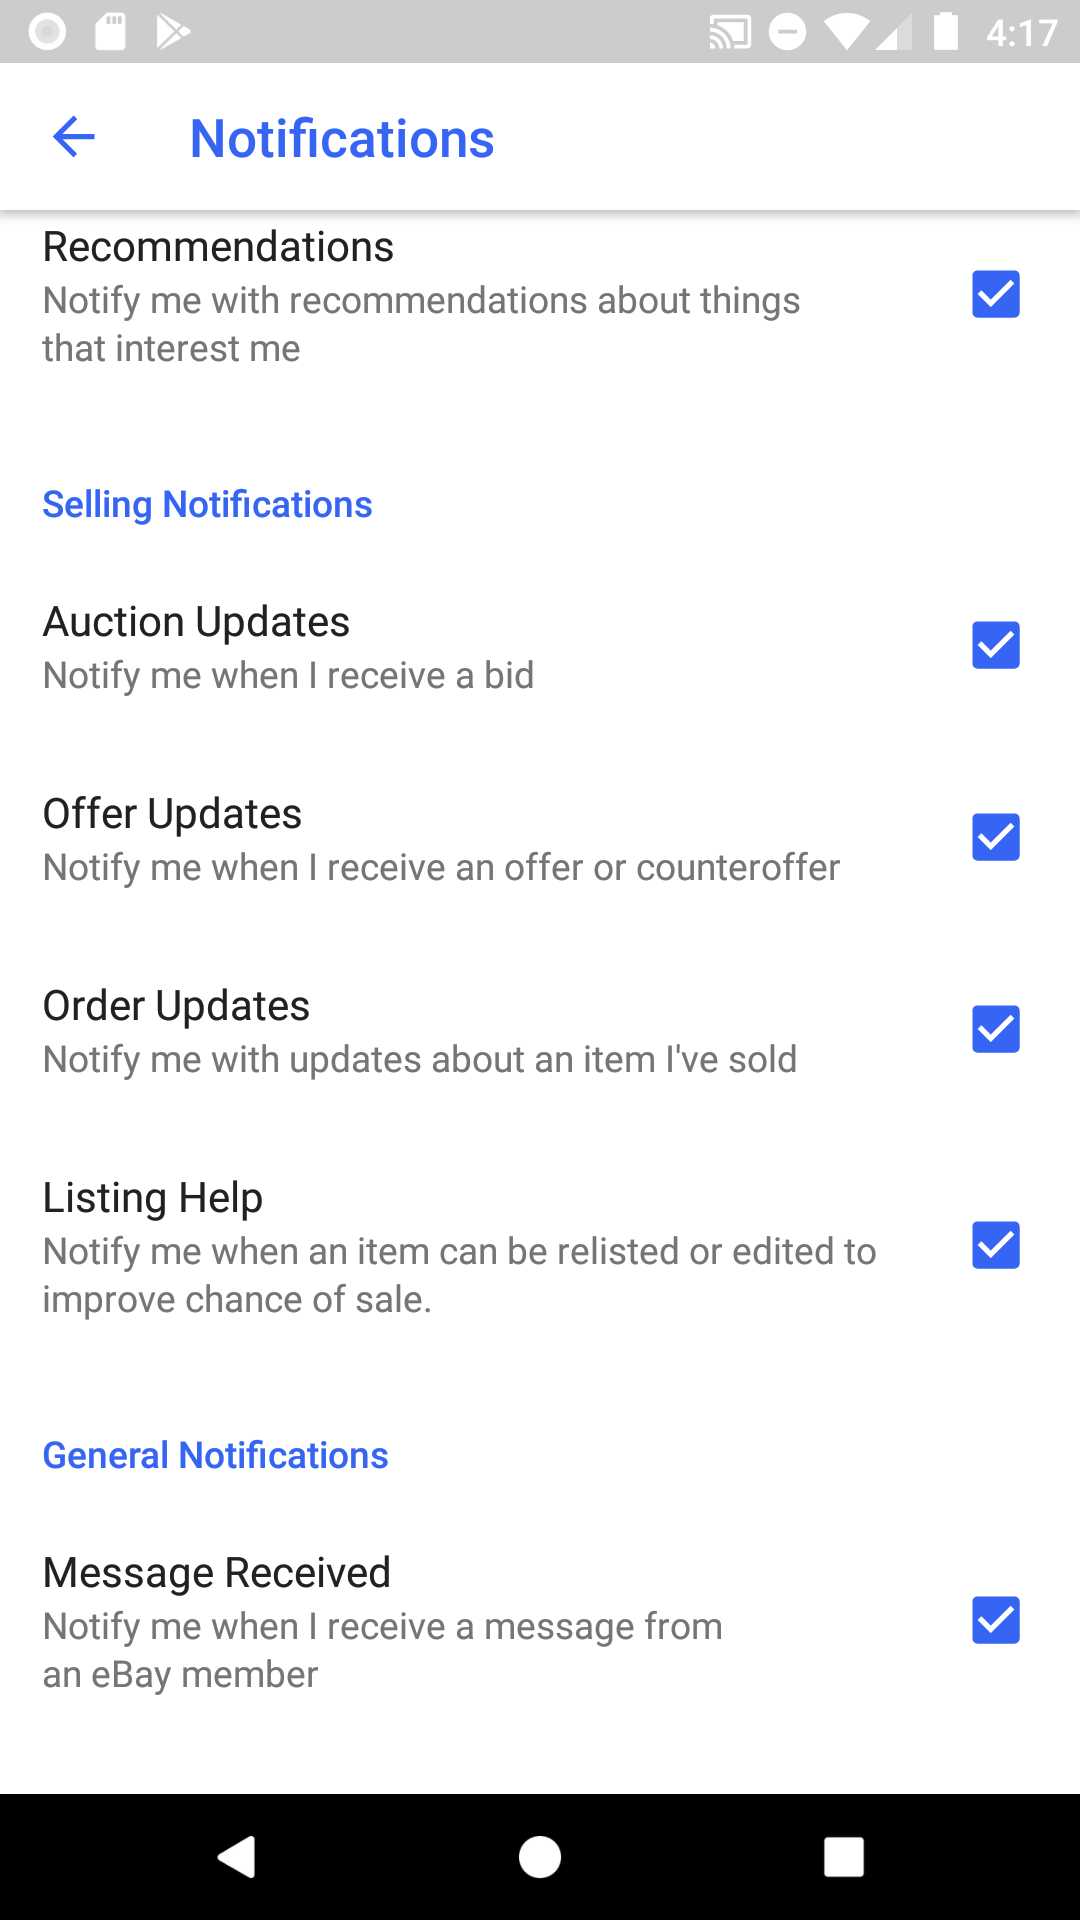 4:17
Notifications
Recommendations
Notify me with recommendations about things
that interest me
Selling Notifications
Auction Updates
Notify me when I receive a bid
Offer Updates
Notify me when I receive an offer or counteroffer
Order Updates
Notify me with updates about an item I've sold
Listing Help
Notify me when an item can be relisted or edited to
improve chance of sale.
General Notifications
Message Received
Notify me when I receive a message from
an eBay member